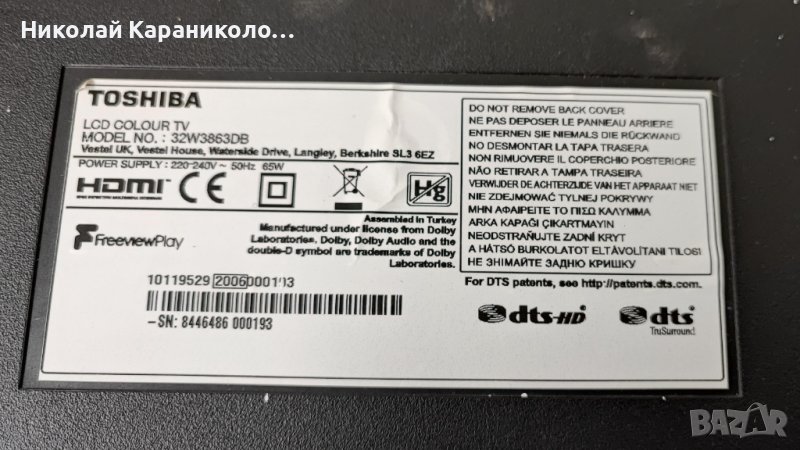 Николай Караниколо...
TOSHIBA
LCD COLOUR TV
MODEL NO. : 32W3863DB
Vestel UK, Vestel House, Waterside Drive, Langley, Berkshire SL3 6EZ
POWER SUPPLY : 220-240V ~ 50Hz 65W
HDMI CE Hg
Assembled in Turkey
Manufactured under license from Dolby
Laboratories. Dolby, Dolby Audio and the
double-D symbol are trademarks of Dolby
Laboratories.
FreeviewPlay
10119529 20060001'13
-SN: 8446486 000193
DO NOT REMOVE BACK COVER
NE PAS DEPOSER LE PANNEAU ARRIERE
ENTFERNEN SIE NIEMALS DIE RÜCKWAND
NO DESMONTAR LA TAPA TRASERA
NON RIMUOVERE IL COPERCHIO POSTERIORE
NÃO RETIRAR A TAMPA TRASEIRA
VERWIJDER DE ACHTERZIJDE VAN HET APPARAAT NIET
NIE ZDEJMOWAĆ TYLNEJ POKRYWY
ΜΗΝ ΑΦΑΙΡΕΙΤΕ ΤΟ ΠΙΣΩ ΚΑΛΥΜΜΑ
ARKA KAPAĞI ÇIKARTMAYIN
NEODSTRAŇUJTE ZADNÍ KRYT
A HÁTSÓ BURKOLATOT ELTÁVOLÍTANI TILOS!
НЕ ЗНІМАЙТЕ ЗАДНЮ КРИШКУ
For DTS patents, see http://patents.dts.com.
dts-HD dts
TruSurround
BAZAR